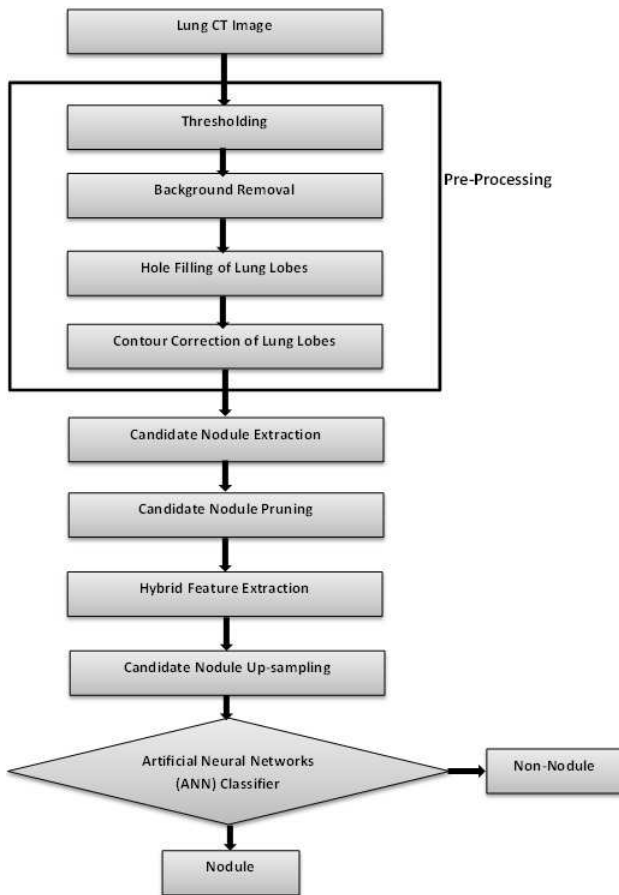 Lung CT Image
Thresholding
Pre-Processing
Background Removal
Hole Filling of Lung Lobes
Contour Correction of Lung Lobes
Candidate Nodule Extraction
Candidate Nodule Pruning
Hybrid Feature Extraction
Candidate Nodule Up-sampling
Artificial Neural Networks
(ANN) Classifier
Non-Nodule
Nodule